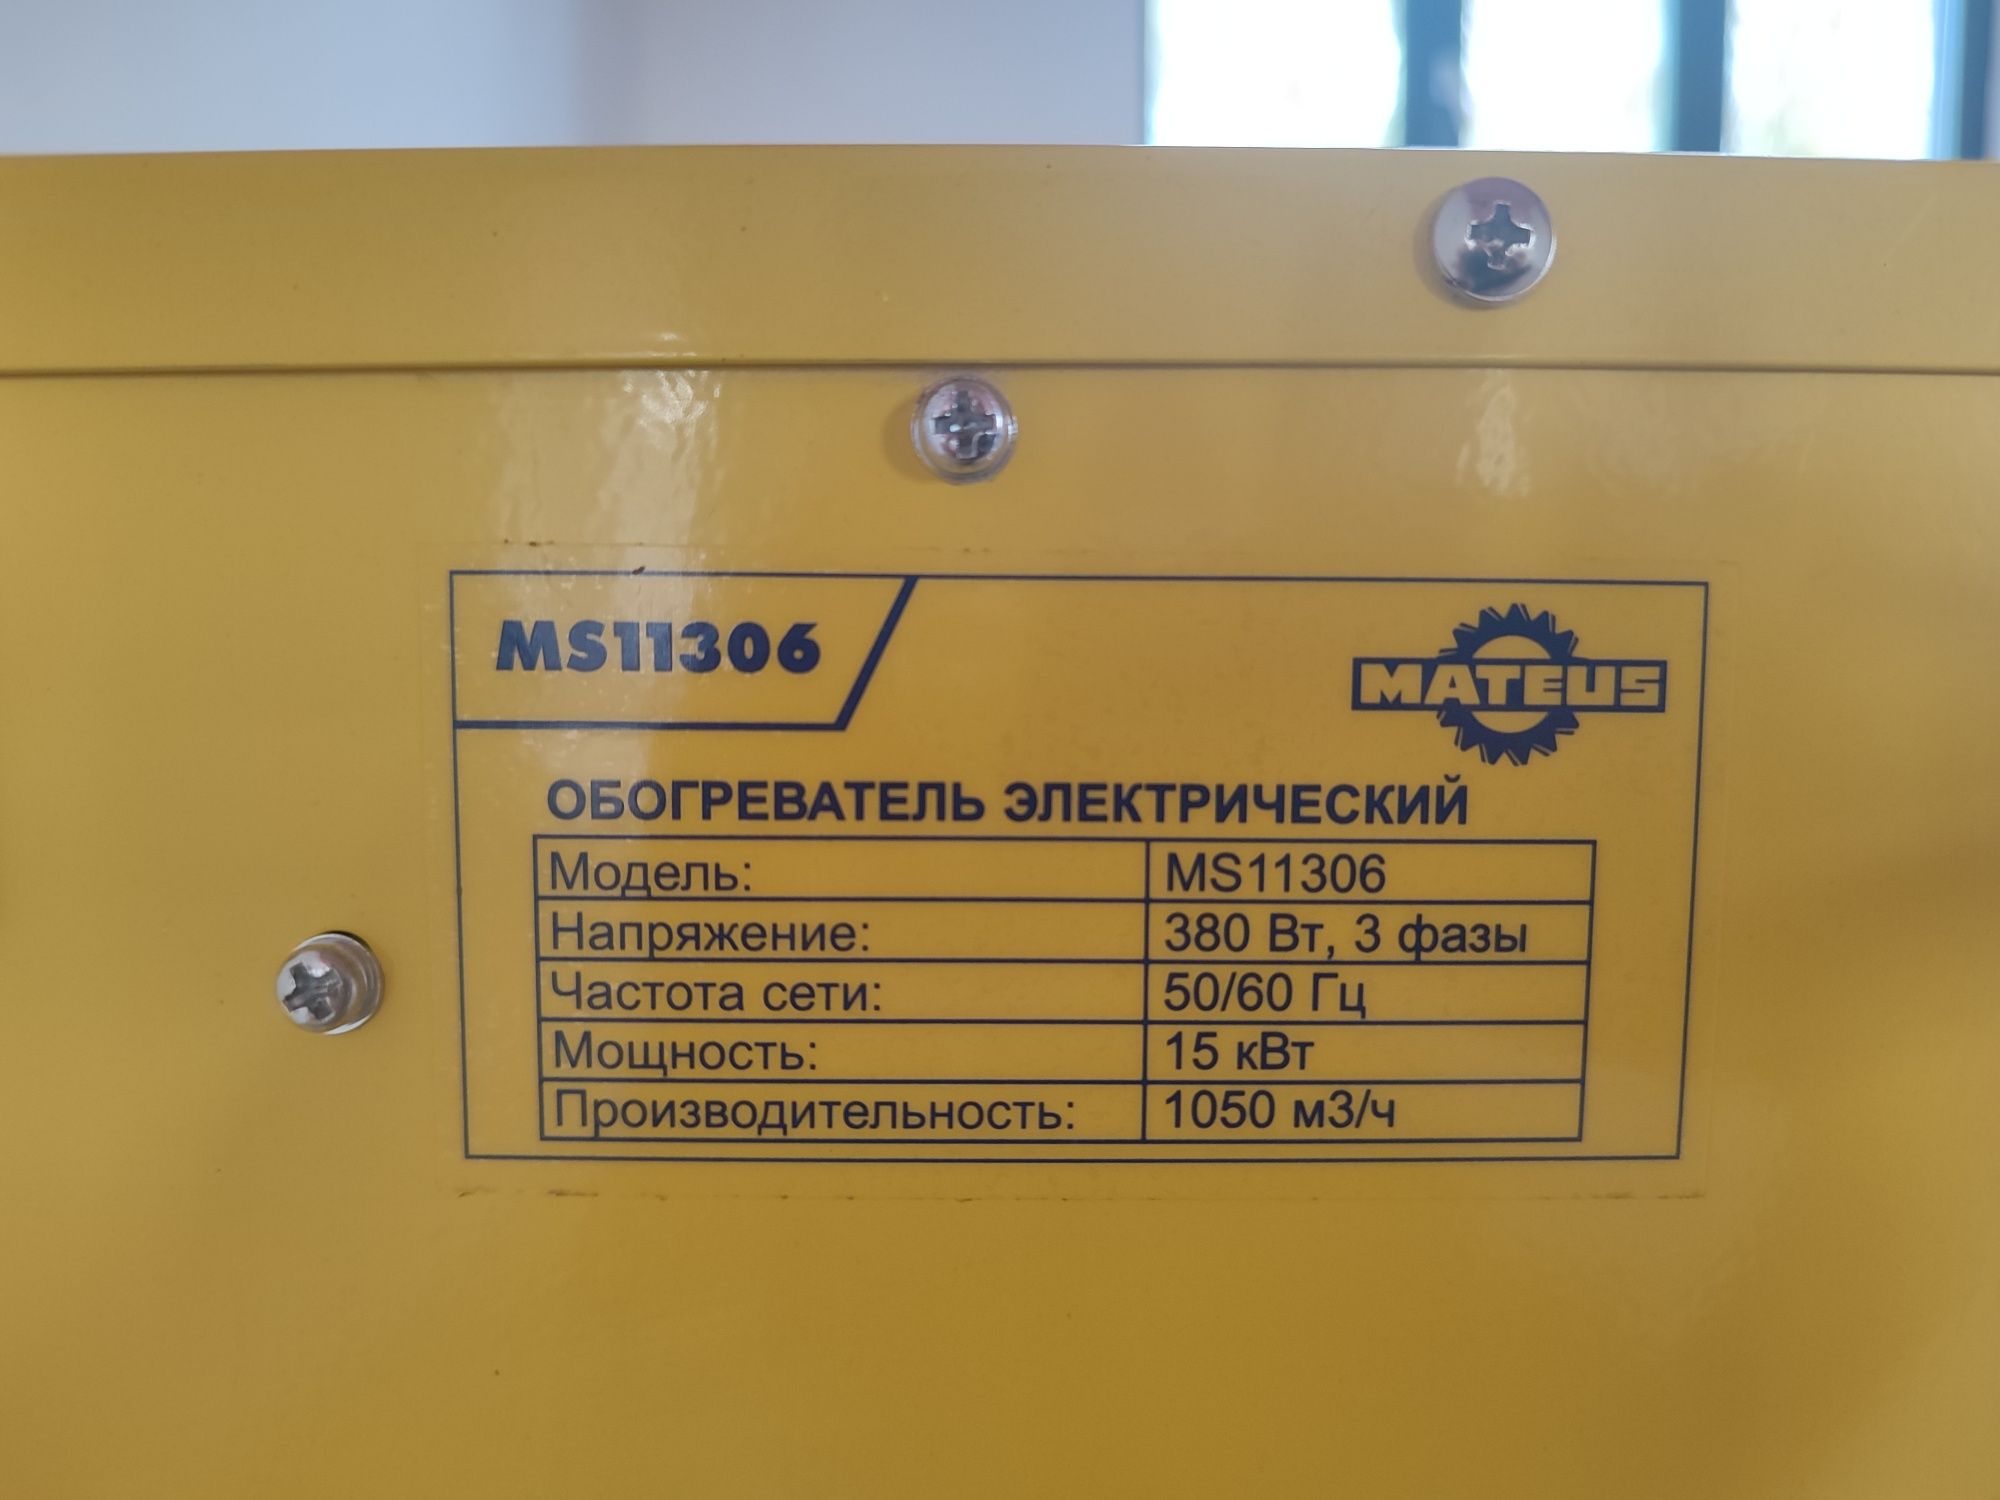 MS11306
MATEUS
ОБОГРЕВАТЕЛЬ ЭЛЕКТРИЧЕСКИЙ
Модель: MS11306
Напряжение: 380 Вт, 3 фазы
Частота сети: 50/60 Гц
Мощность: 15 кВт
Производительность: 1050 м3/ч